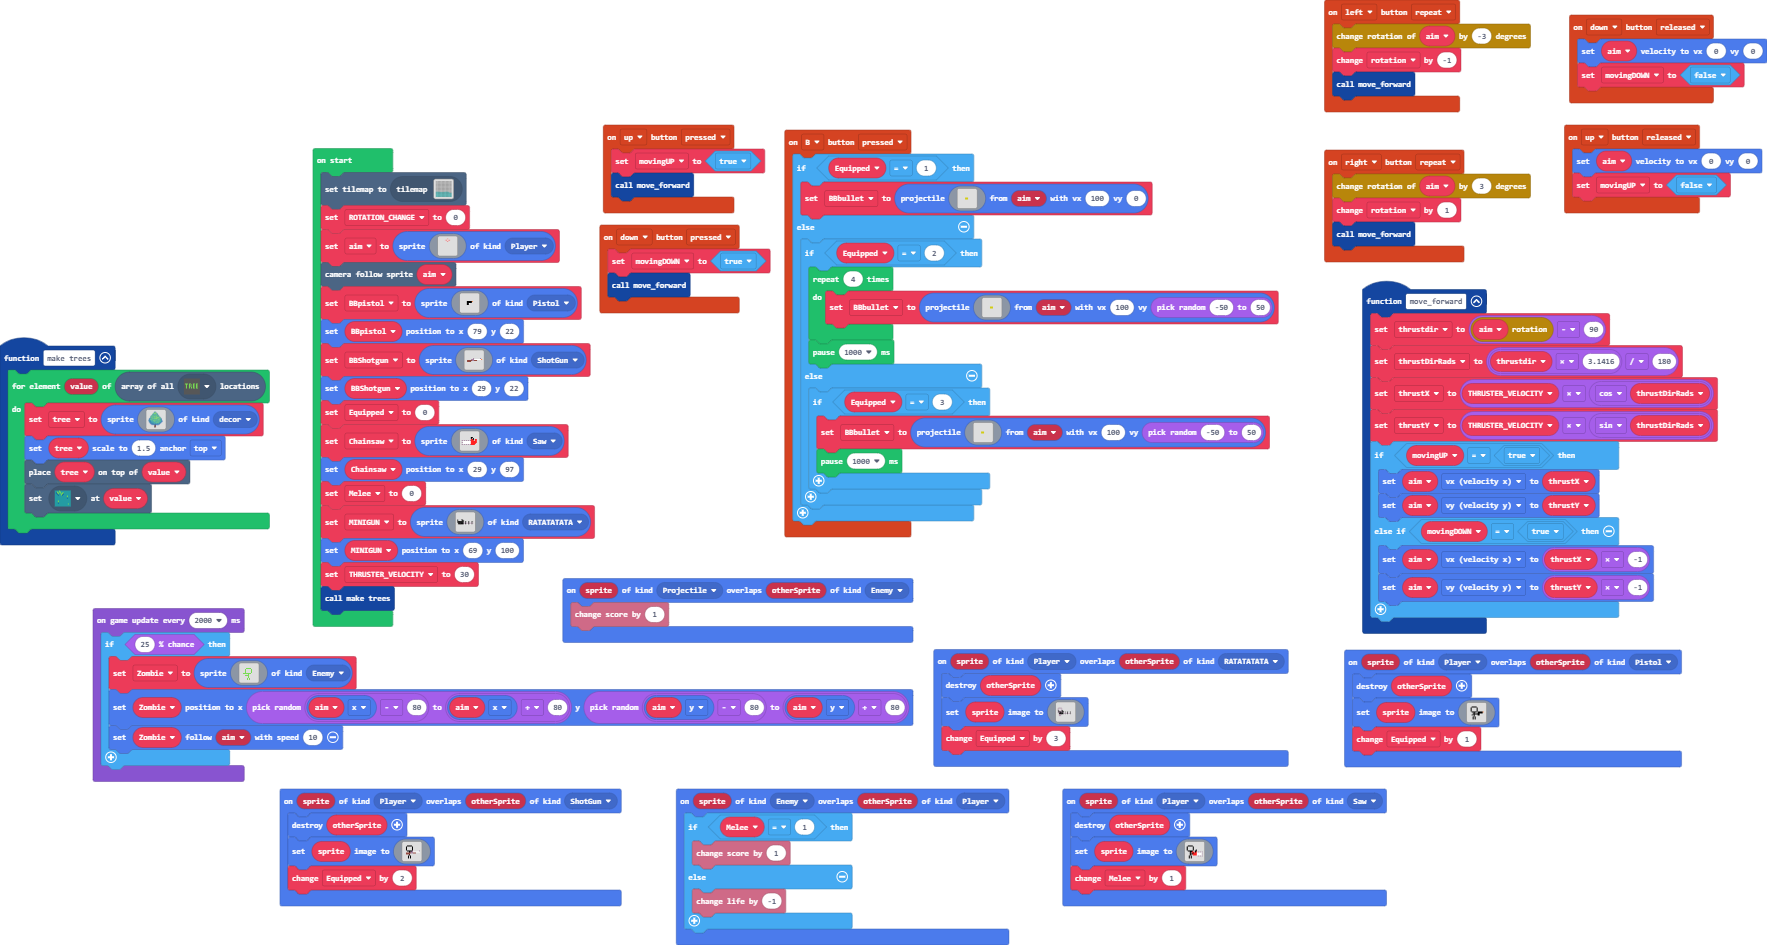 function make trees
for element value of array of all TREE locations
do
set tree to sprite of kind decor
set tree scale to 1.5 anchor top
place tree on top of value
set at value
on start
set tilemap to tilemap
set ROTATION_CHANGE to 0
set aim to sprite of kind Player
camera follow sprite aim
set BBpistol to sprite of kind Pistol
set BBpistol position to x 79 y 22
set BBShotgun to sprite of kind ShotGun
set BBShotgun position to x 29 y 22
set Equipped to 0
set Chainsaw to sprite of kind Saw
set Chainsaw position to x 29 y 97
set Melee to 0
set MINIGUN to sprite of kind RATATATATA
set MINIGUN position to x 69 y 100
set THRUSTER_VELOCITY to 30
call make trees
on up button pressed
set movingUP to true
call move_forward
on down button pressed
set movingDOWN to true
call move_forward
on B button pressed
if Equipped = 1 then
set BBbullet to projectile from aim with vx 100 vy 0
else
if Equipped = 2 then
repeat 4 times
do
set BBbullet to projectile from aim with vx 100 vy pick random -50 to 50
pause 1000 ms
else
if Equipped = 3 then
set BBbullet to projectile from aim with vx 100 vy pick random -50 to 50
pause 1000 ms
on left button repeat
change rotation of aim by -3 degrees
change rotation by -1
call move_forward
on down button released
set aim velocity to vx 0 vy 0
set movingDOWN to false
on right button repeat
change rotation of aim by 3 degrees
change rotation by 1
call move_forward
on up button released
set aim velocity to vx 0 vy 0
set movingUP to false
function move_forward
set thrustdir to aim rotation - 90
set thrustDirRads to thrustdir × 3.1416 / 180
set thrustX to THRUSTER_VELOCITY × cos thrustDirRads
set thrustY to THRUSTER_VELOCITY × sin thrustDirRads
if movingUP = true then
set aim vx (velocity x) to thrustX
set aim vy (velocity y) to thrustY
else if movingDOWN = true then
set aim vx (velocity x) to thrustX × -1
set aim vy (velocity y) to thrustY × -1
on game update every 2000 ms
if 25 % chance then
set Zombie to sprite of kind Enemy
set Zombie position to x pick random aim x - 80 to aim x + 80 y pick random aim y - 80 to aim y + 80
set Zombie follow aim with speed 10
on sprite of kind Projectile overlaps otherSprite of kind Enemy
change score by 1
on sprite of kind Player overlaps otherSprite of kind RATATATATA
destroy otherSprite
set sprite image to
change Equipped by 3
on sprite of kind Player overlaps otherSprite of kind Pistol
destroy otherSprite
set sprite image to
change Equipped by 1
on sprite of kind Player overlaps otherSprite of kind ShotGun
destroy otherSprite
set sprite image to
change Equipped by 2
on sprite of kind Enemy overlaps otherSprite of kind Player
if Melee = 1 then
change score by 1
else
change life by -1
on sprite of kind Player overlaps otherSprite of kind Saw
destroy otherSprite
set sprite image to
change Melee by 1